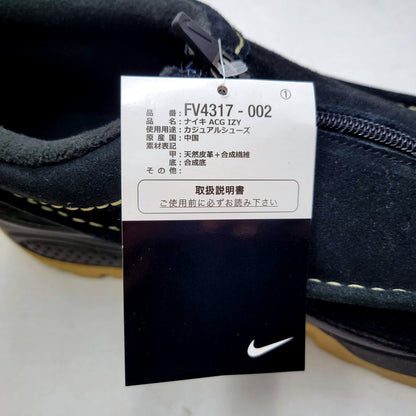 ①
品番:FV4317-002
品名:ナイキ ACG IZY
使用用途:カジュアルシューズ
原産国:中国
素材表記
甲:天然皮革+合成繊維
底:合成底
その他:
取扱説明書
ご使用前に必ずお読み下さい